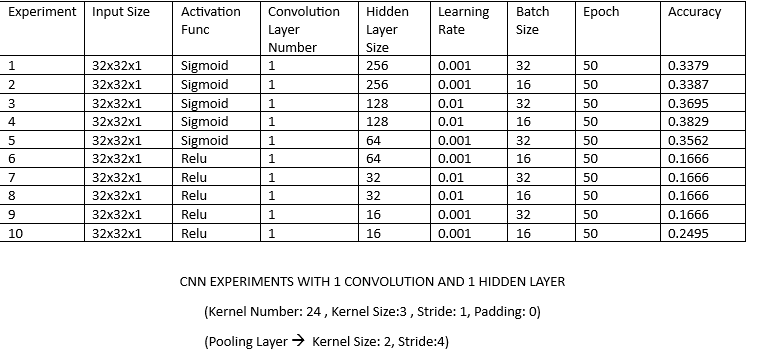 Experiment Input Size Activation Func Convolution Layer Number Hidden Layer Size Learning Rate Batch Size Epoch Accuracy
1 32x32x1 Sigmoid 1 256 0.001 32 50 0.3379
2 32x32x1 Sigmoid 1 256 0.001 16 50 0.3387
3 32x32x1 Sigmoid 1 128 0.01 32 50 0.3695
4 32x32x1 Sigmoid 1 128 0.01 16 50 0.3829
5 32x32x1 Sigmoid 1 64 0.001 32 50 0.3562
6 32x32x1 Relu 1 64 0.001 16 50 0.1666
7 32x32x1 Relu 1 32 0.01 32 50 0.1666
8 32x32x1 Relu 1 32 0.01 16 50 0.1666
9 32x32x1 Relu 1 16 0.001 32 50 0.1666
10 32x32x1 Relu 1 16 0.001 16 50 0.2495
CNN EXPERIMENTS WITH 1 CONVOLUTION AND 1 HIDDEN LAYER
(Kernel Number: 24 , Kernel Size:3 , Stride: 1, Padding: 0)
(Pooling Layer → Kernel Size: 2, Stride:4)